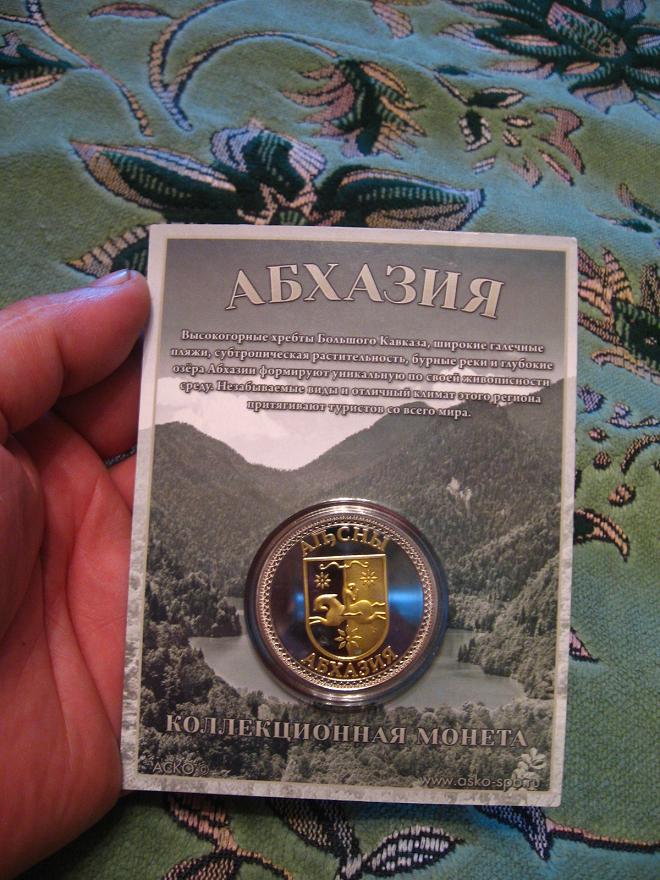 АБХАЗИЯ
Высокогорные хребты Большого Кавказа, широкие галечные
пляжи, субтропическая растительность, бурные реки и глубокие
озёра Абхазии формируют уникальную по своей живописности
среду. Незабываемые виды и отличный климат этого региона
притягивают туристов со всего мира.
АԤСНЫ
АБХАЗИЯ
КОЛЛЕКЦИОННАЯ МОНЕТА
"АСКО" ©
www.asko-spb.ru